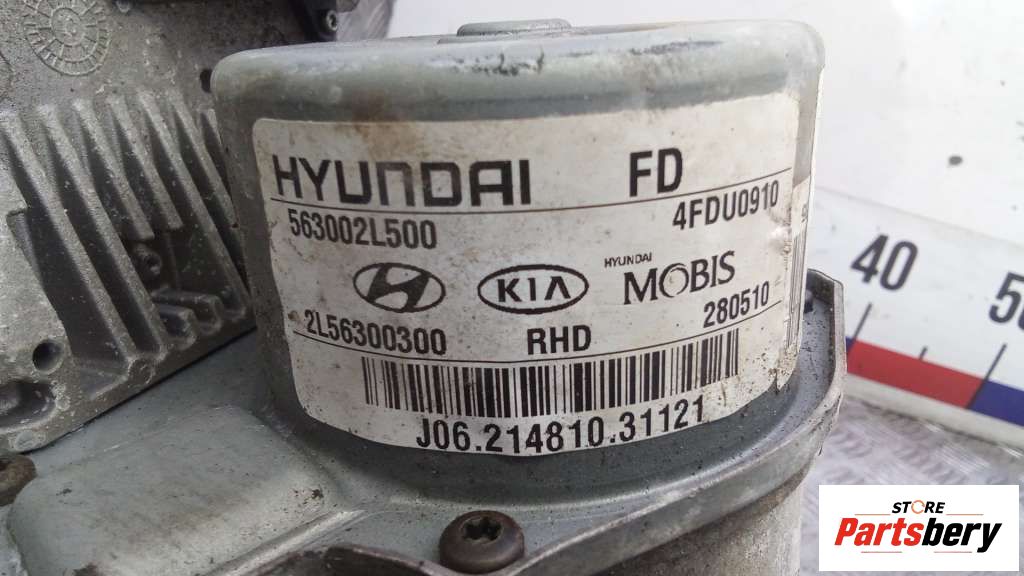 HYUNDAI FD
563002L500 4FDU0910
KIA HYUNDAI MOBIS
2L56300300 RHD 280510
J06.214810.31121
40
STORE
Partsbery